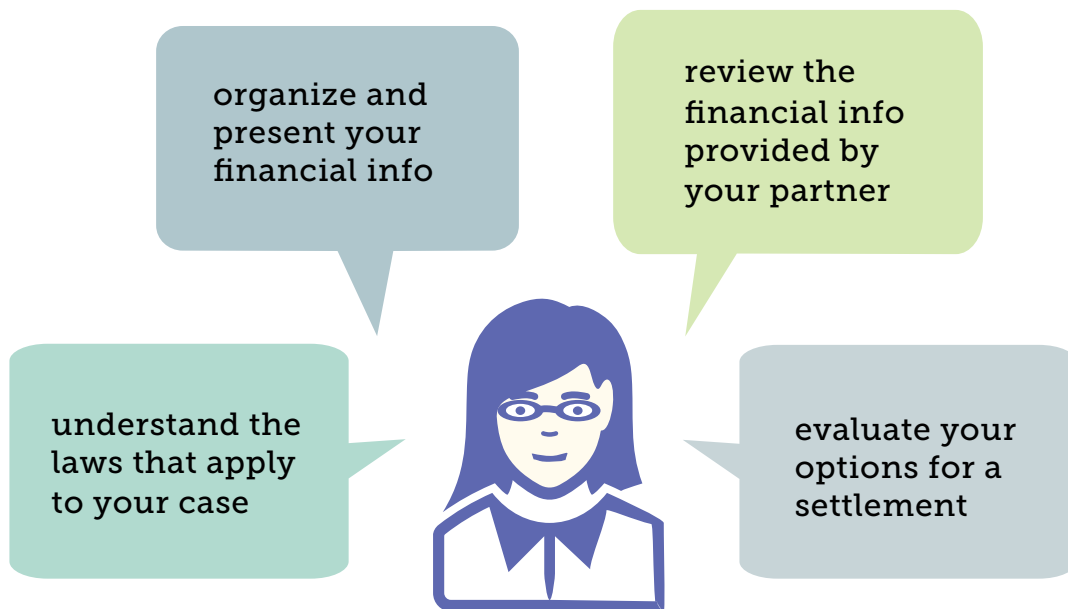 organize and
present your
financial info
review the
financial info
provided by
your partner
understand the
laws that apply
to your case
evaluate your
options for a
settlement